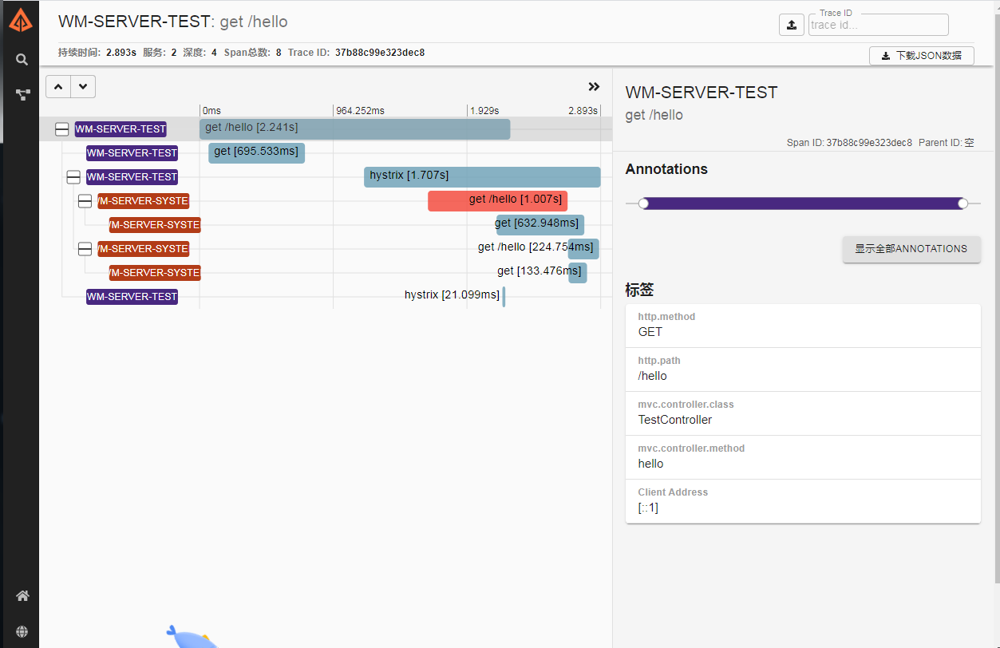 WM-SERVER-TEST: get /hello
Trace ID
trace id...
持续时间: 2.893s 服务: 2 深度: 4 Span总数: 8 Trace ID: 37b88c99e323dec8
下载JSON数据
0ms 964.252ms 1.929s 2.893s
WM-SERVER-TEST get /hello [2.241s]
WM-SERVER-TEST get [695.533ms]
WM-SERVER-TEST hystrix [1.707s]
/M-SERVER-SYSTE get /hello [1.007s]
/M-SERVER-SYSTE get [632.948ms]
/M-SERVER-SYSTE get /hello [224.754ms]
/M-SERVER-SYSTE get [133.476ms]
WM-SERVER-TEST hystrix [21.099ms]
WM-SERVER-TEST
get /hello
Span ID: 37b88c99e323dec8 Parent ID: 空
Annotations
显示全部ANNOTATIONS
标签
http.method
GET
http.path
/hello
mvc.controller.class
TestController
mvc.controller.method
hello
Client Address
[::1]